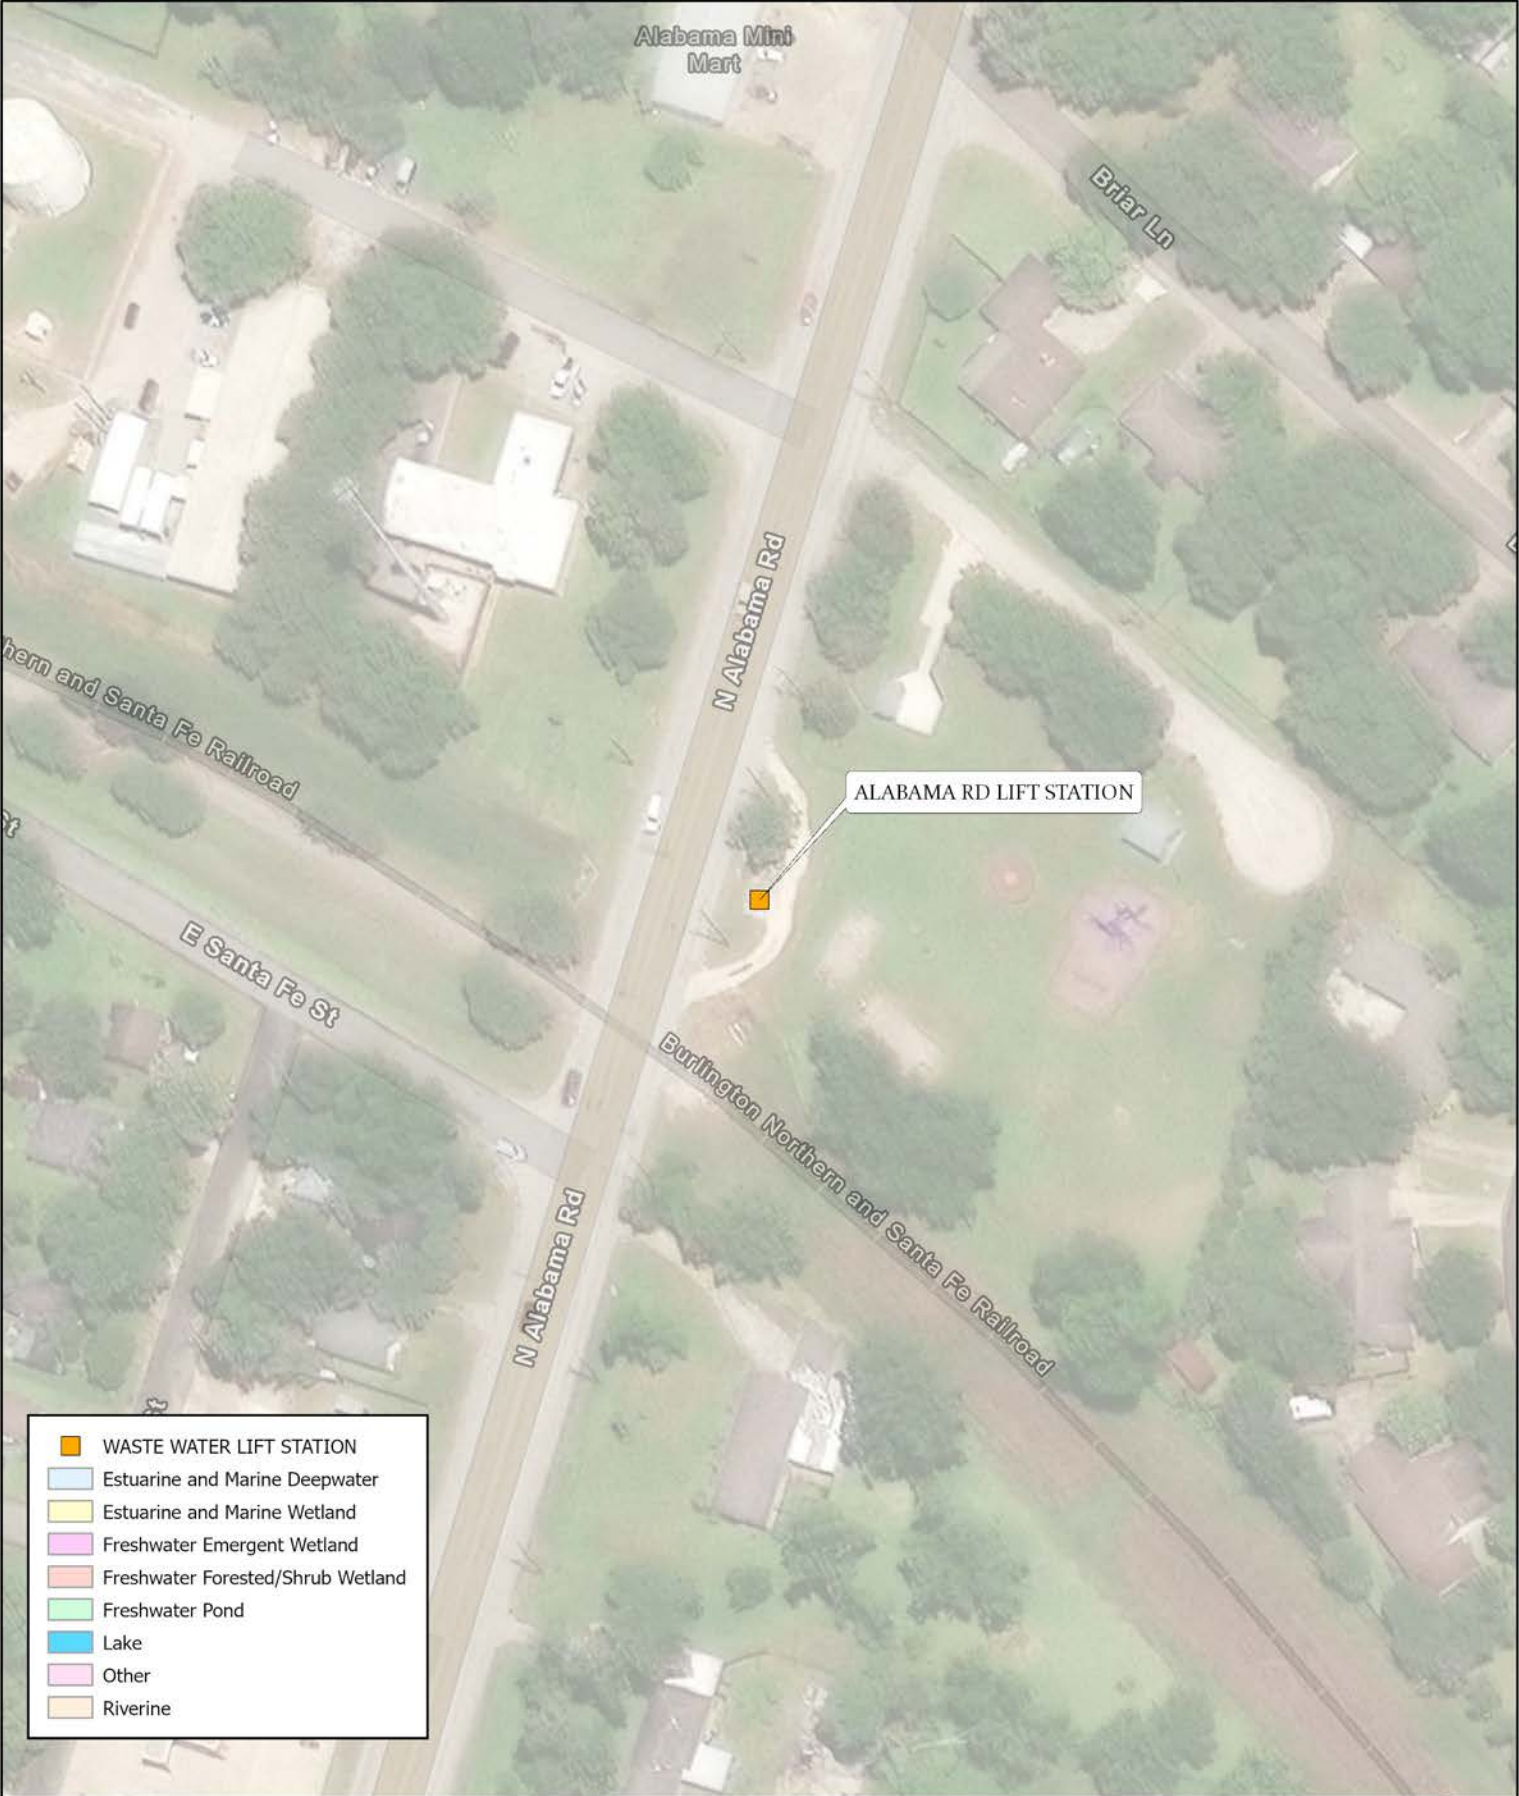 Alabama Mini
Mart
Briar Ln
N Alabama Rd
hern and Santa Fe Railroad
ALABAMA RD LIFT STATION
St
E Santa Fe St
Burlington Northern and Santa Fe Railroad
N Alabama Rd
WASTE WATER LIFT STATION
Estuarine and Marine Deepwater
Estuarine and Marine Wetland
Freshwater Emergent Wetland
Freshwater Forested/Shrub Wetland
Freshwater Pond
Lake
Other
Riverine